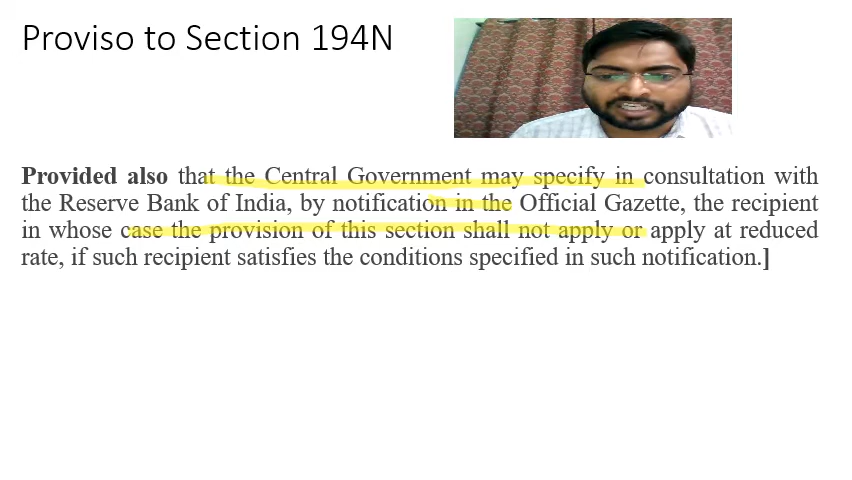 Proviso to Section 194N
Provided also that the Central Government may specify in consultation with
the Reserve Bank of India, by notification in the Official Gazette, the recipient
in whose case the provision of this section shall not apply or apply at reduced
rate, if such recipient satisfies the conditions specified in such notification.]